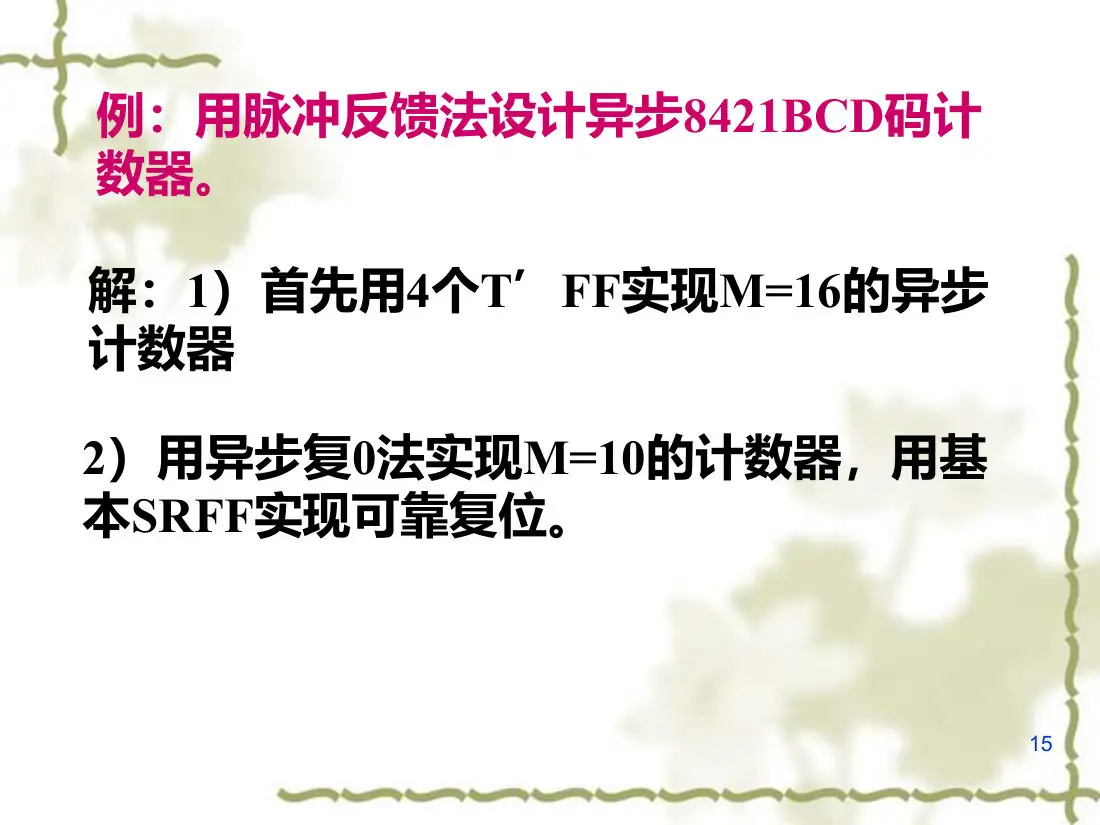 例：用脉冲反馈法设计异步8421BCD码计
数器。
解：1）首先用4个T′ FF实现M=16的异步
计数器
2）用异步复0法实现M=10的计数器，用基
本SRFF实现可靠复位。
15